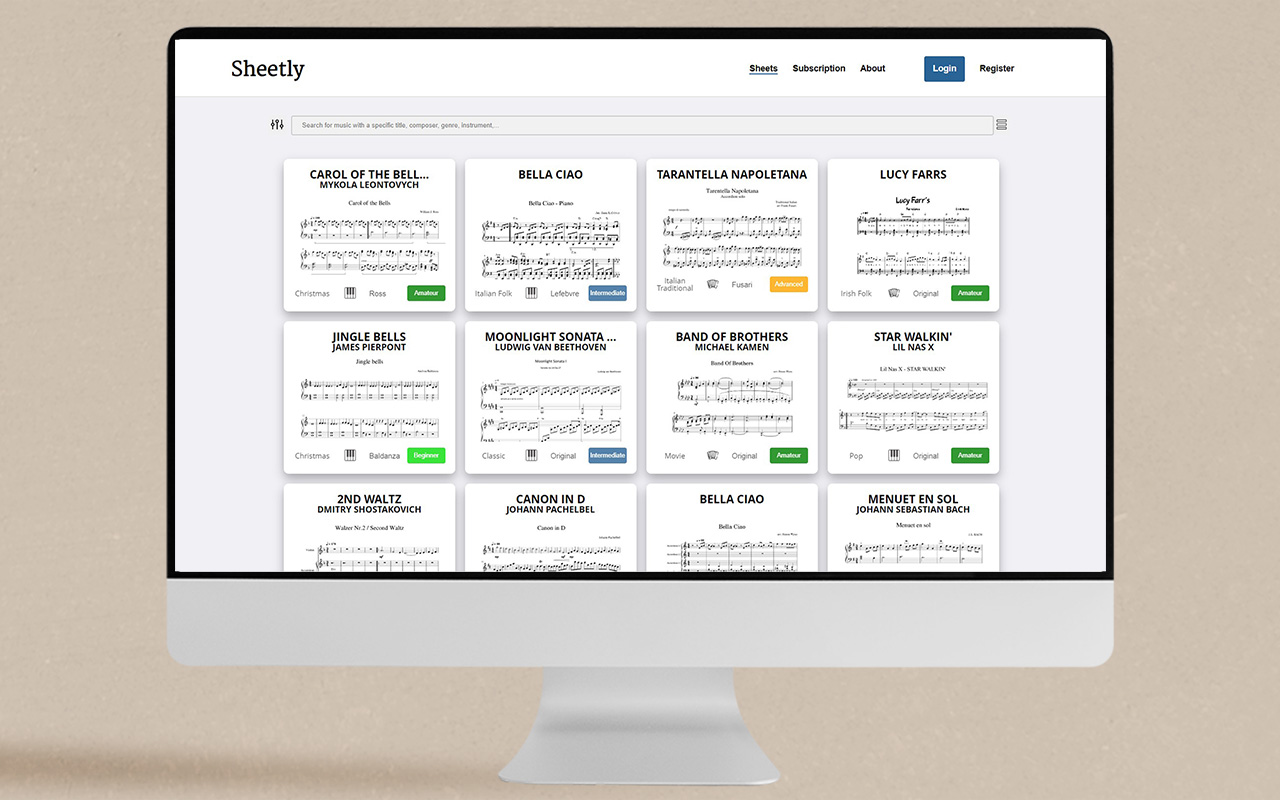 Sheetly
Sheets Subscription About Login Register
Search for music with a specific title, composer, genre, instrument,...
CAROL OF THE BELL...
MYKOLA LEONTOVYCH
Carol of the Bells
Christmas Ross Amateur
BELLA CIAO
Bella Ciao - Piano
Italian Folk Lefebvre Intermediate
TARANTELLA NAPOLETANA
Tarantella Napoletana
Accordion solo
Italian
Traditional Fusari Advanced
LUCY FARRS
Lucy Farr's
Irish Folk Original Amateur
JINGLE BELLS
JAMES PIERPONT
Jingle bells
Christmas Baldanza Beginner
MOONLIGHT SONATA ...
LUDWIG VAN BEETHOVEN
Moonlight Sonata I
Classic Original Intermediate
BAND OF BROTHERS
MICHAEL KAMEN
Band Of Brothers
Movie Original Amateur
STAR WALKIN'
LIL NAS X
Lil Nas X - STAR WALKIN'
Pop Original Amateur
2ND WALTZ
DMITRY SHOSTAKOVICH
Walzer Nr.2 / Second Waltz
CANON IN D
JOHANN PACHELBEL
Canon in D
Johann Pachelbel
BELLA CIAO
Bella Ciao
MENUET EN SOL
JOHANN SEBASTIAN BACH
Menuet en sol
J.S. BACH